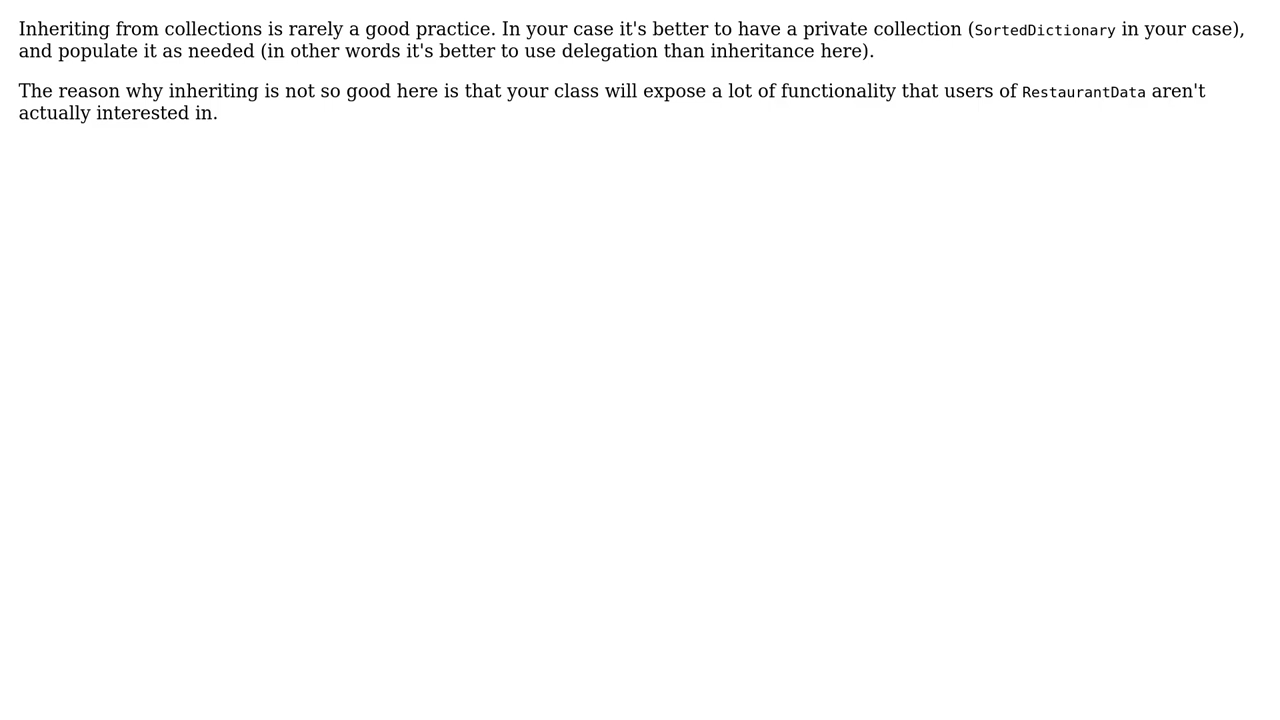 Inheriting from collections is rarely a good practice. In your case it's better to have a private collection (SortedDictionary in your case),
and populate it as needed (in other words it's better to use delegation than inheritance here).
The reason why inheriting is not so good here is that your class will expose a lot of functionality that users of RestaurantData aren't
actually interested in.